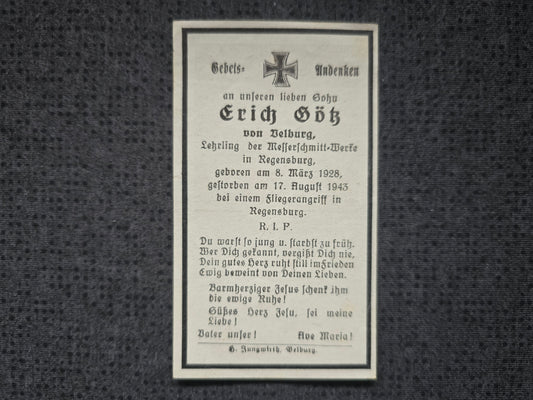 Gebets- Andenken
an unseren lieben Sohn
Erich Götz
von Velburg,
Lehrling der Messerschmitt-Werke
in Regensburg,
geboren am 8. März 1928,
gestorben am 17. August 1943
bei einem Fliegerangriff in
Regensburg.
R. I. P.
Du warst so jung u. starbst zu früh,
Wer Dich gekannt, vergißt Dich nie,
Dein gutes Herz ruht still im Frieden
Ewig beweint von Deinen Lieben.
Barmherziger Jesus schenk ihm
die ewige Ruhe!
Süßes Herz Jesu, sei meine
Liebe!
Vater unser! Ave Maria!
G. Jungwirth, Velburg.